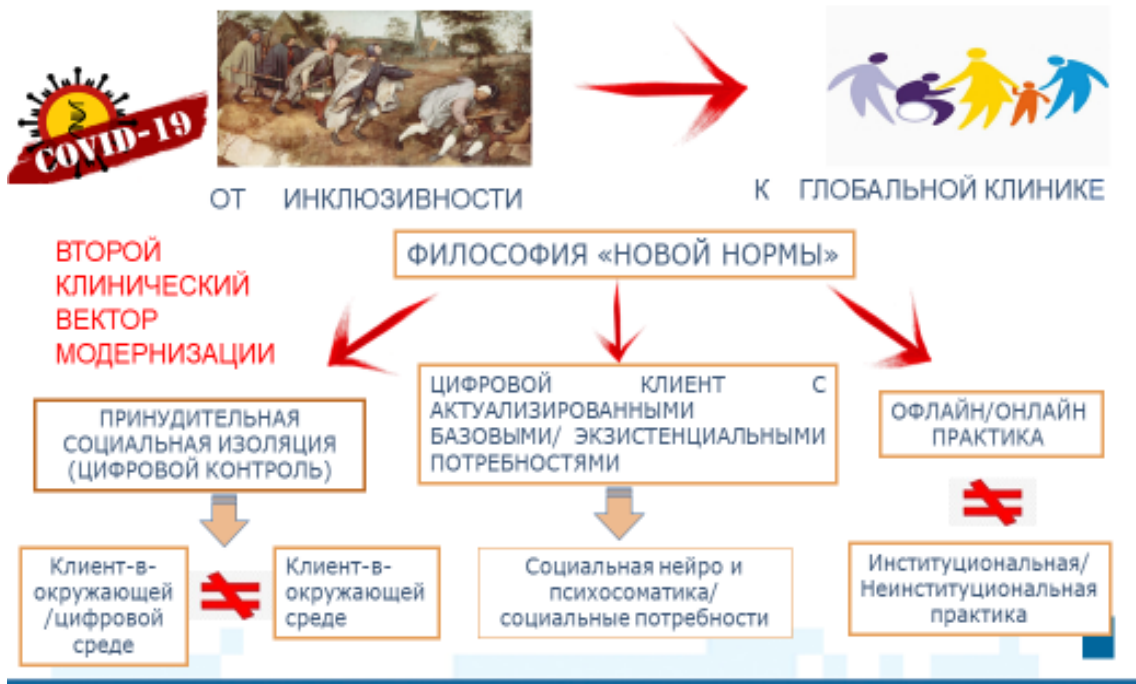 COVID-19
ОТ ИНКЛЮЗИВНОСТИ
К ГЛОБАЛЬНОЙ КЛИНИКЕ
ВТОРОЙ
КЛИНИЧЕСКИЙ
ВЕКТОР
МОДЕРНИЗАЦИИ
ФИЛОСОФИЯ «НОВОЙ НОРМЫ»
ПРИНУДИТЕЛЬНАЯ
СОЦИАЛЬНАЯ ИЗОЛЯЦИЯ
(ЦИФРОВОЙ КОНТРОЛЬ)
ЦИФРОВОЙ КЛИЕНТ С
АКТУАЛИЗИРОВАННЫМИ
БАЗОВЫМИ/ ЭКЗИСТЕНЦИАЛЬНЫМИ
ПОТРЕБНОСТЯМИ
ОФЛАЙН/ОНЛАЙН
ПРАКТИКА
Клиент-в-
окружающей
/цифровой
среде
≠
Клиент-в-
окружающей
среде
Социальная нейро и
психосоматика/
социальные потребности
≠
Институциональная/
Неинституциональная
практика